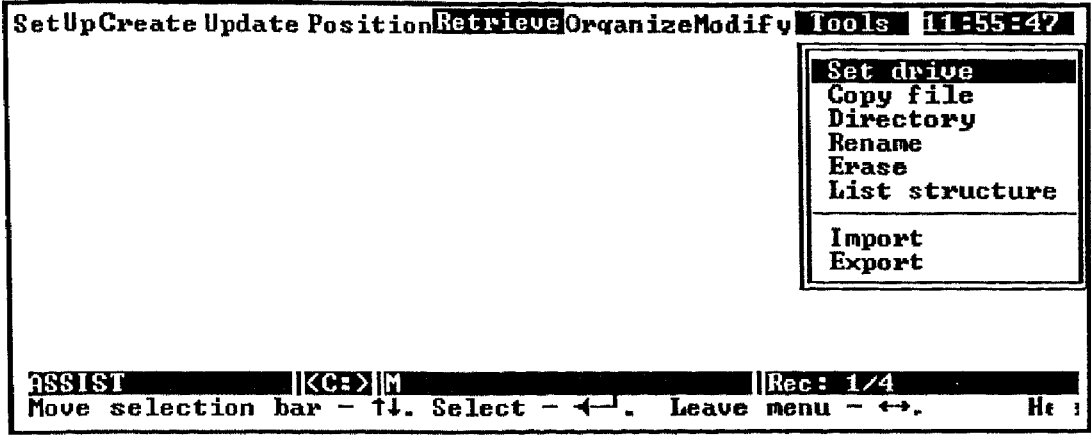 SetUp Create Update Position Retrieve Organize Modify Tools 11:55:47
Set drive
Copy file
Directory
Rename
Erase
List structure
Import
Export
ASSIST ||<C:>||M ||Rec: 1/4
Move selection bar - ↑↓. Select - ←┘. Leave menu - ↔.